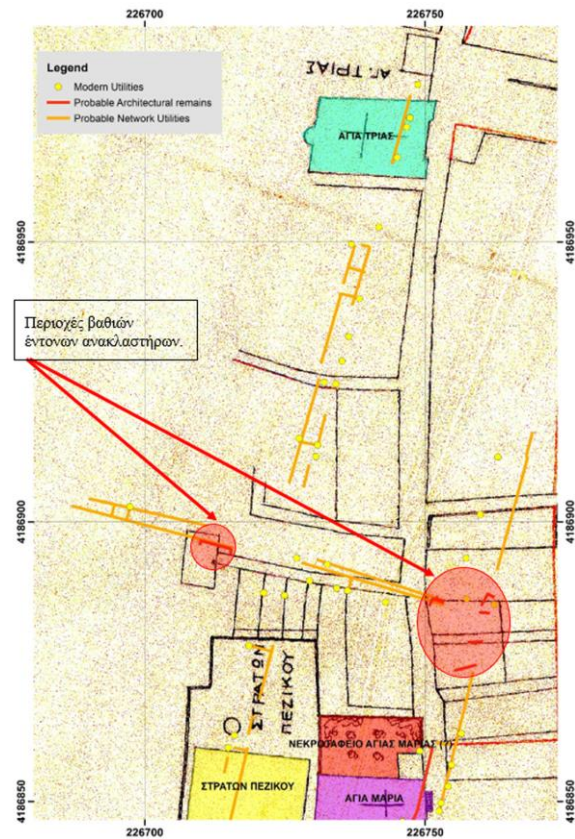 226700
226750
Legend
Modern Utilities
Probable Architectural remains
Probable Network Utilities
ΑΓ. ΤΡΙΑΣ
ΑΓΙΑ ΤΡΙΑΣ
4186950
4186950
Περιοχές βαθιών
έντονων ανακλαστήρων.
4186900
4186900
ΣΤΡΑΤΩΝ
ΠΕΖΙΚΟΥ
ΝΕΚΡΟΤΑΦΕΙΟ ΑΓΙΑΣ ΜΑΡΙΑΣ (?)
ΣΤΡΑΤΩΝ ΠΕΖΙΚΟΥ
ΑΓΙΑ ΜΑΡΙΑ
4186850
4186850
226700
226750